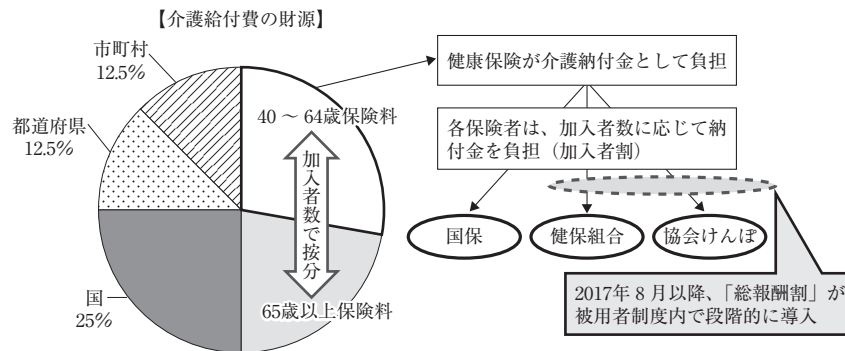 【介護給付費の財源】
市町村
12.5%
都道府県
12.5%
国
25%
40 ~ 64歳保険料
加入者数で按分
65歳以上保険料
健康保険が介護納付金として負担
各保険者は、加入者数に応じて納
付金を負担（加入者割）
国保
健保組合
協会けんぽ
2017年 8 月以降、「総報酬割」が
被用者制度内で段階的に導入